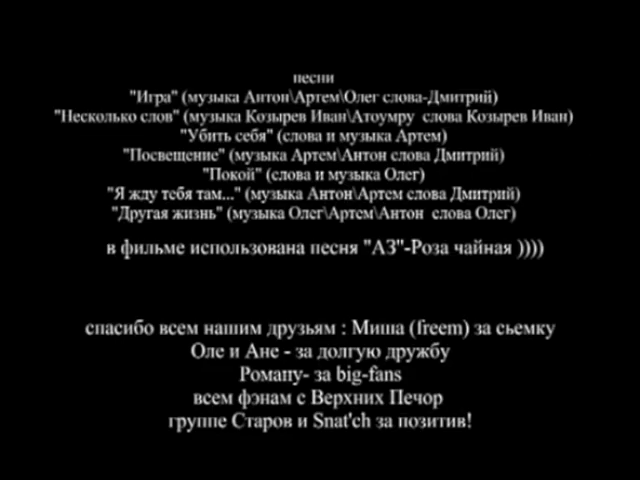 песни
"Игра" (музыка Антон\Артем\Олег слова-Дмитрий)
"Несколько слов" (музыка Козырев Иван\Атоумру слова Козырев Иван)
"Убить себя" (слова и музыка Артем)
"Посвещение" (музыка Артем\Антон слова Дмитрий)
"Покой" (слова и музыка Олег)
"Я жду тебя там..." (музыка Антон\Артем слова Дмитрий)
"Другая жизнь" (музыка Олег\Артем\Антон слова Олег)
в фильме использована песня "АЗ"-Роза чайная ))))
спасибо всем нашим друзьям : Миша (freem) за сьемку
Оле и Ане - за долгую дружбу
Роману- за big-fans
всем фэнам с Верхних Печор
группе Старов и Snat'ch за позитив!